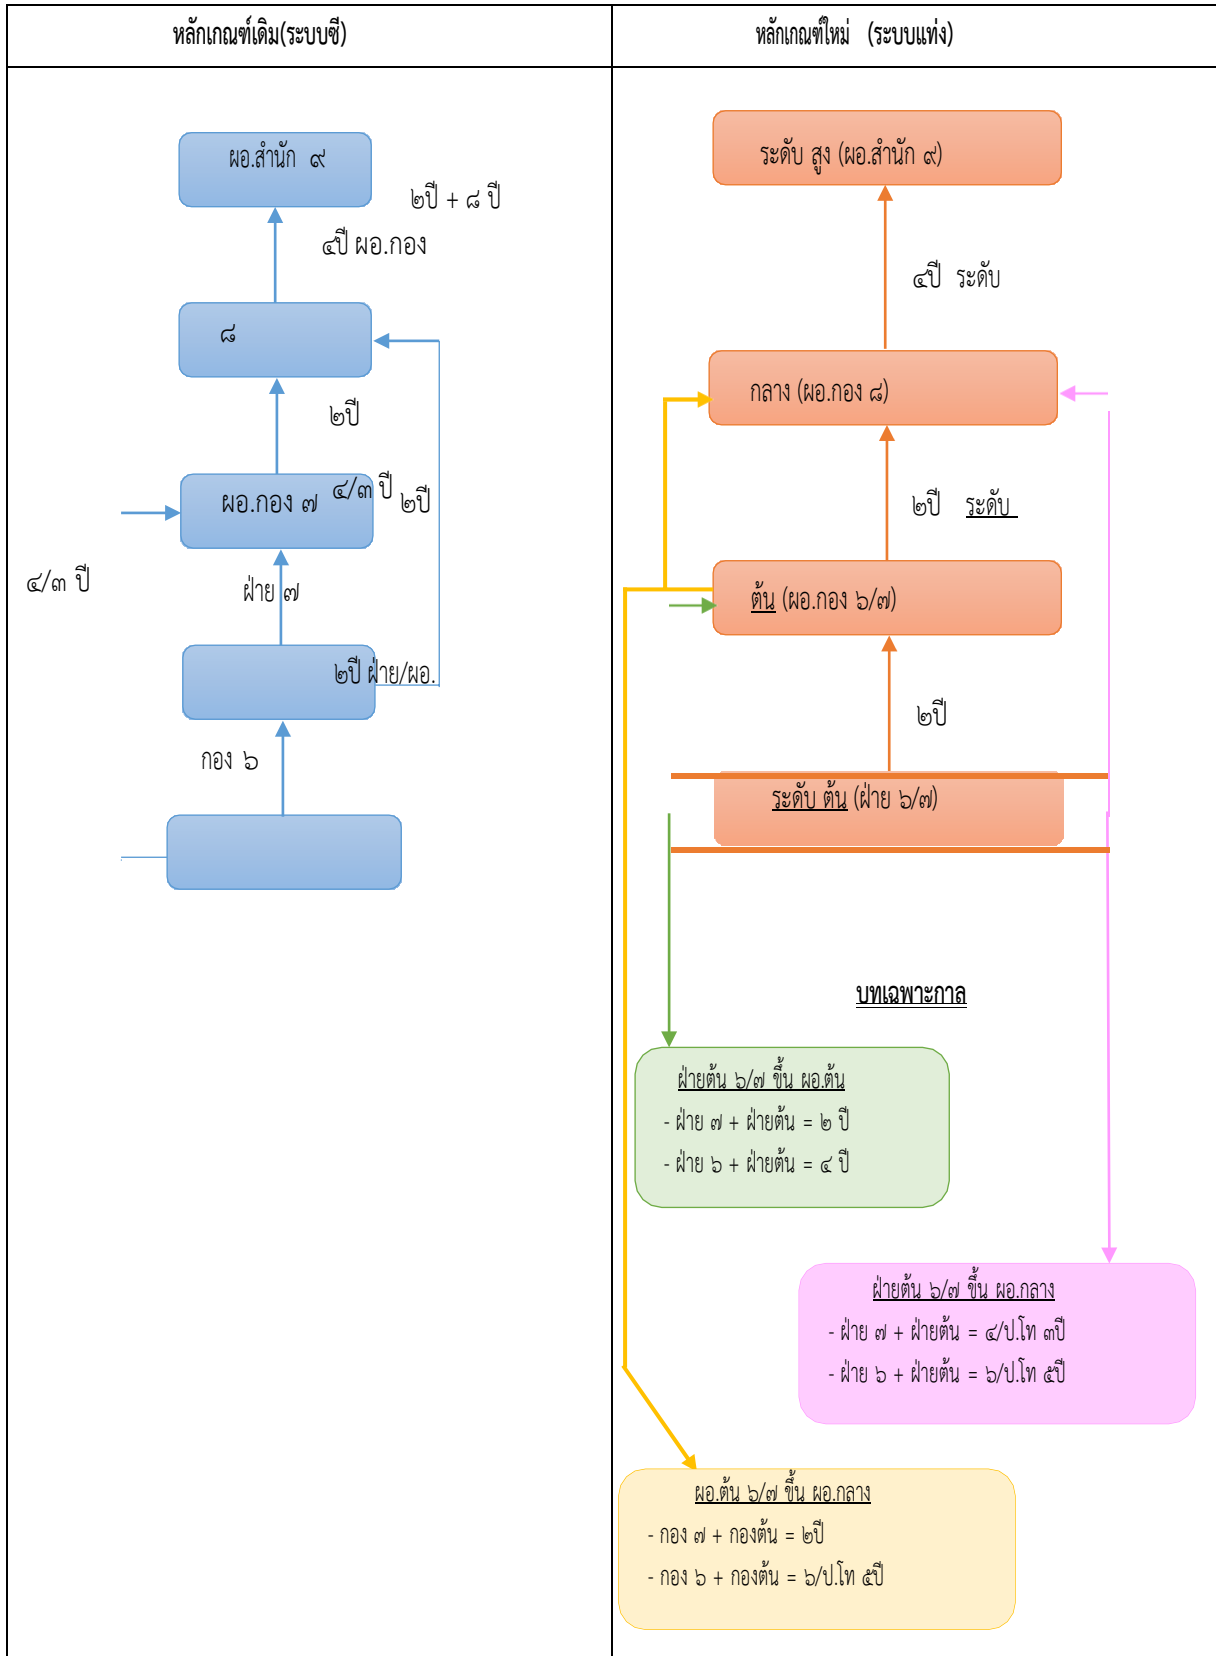 หลักเกณฑ์เดิม(ระบบซี)
หลักเกณฑ์ใหม่ (ระบบแท่ง)
ผอ.สำนัก ๙
๒ปี + ๘ ปี
๔ปี ผอ.กอง
๘
๒ปี
ผอ.กอง ๗
๔/๓ ปี
๒ปี
๔/๓ ปี
ฝ่าย ๗
๒ปี ฝ่าย/ผอ.
กอง ๖
ระดับ สูง (ผอ.สำนัก ๙)
๔ปี ระดับ
กลาง (ผอ.กอง ๘)
๒ปี ระดับ
ต้น (ผอ.กอง ๖/๗)
๒ปี
ระดับ ต้น (ฝ่าย ๖/๗)
บทเฉพาะกาล
ฝ่ายต้น ๖/๗ ขึ้น ผอ.ต้น
- ฝ่าย ๗ + ฝ่ายต้น = ๒ ปี
- ฝ่าย ๖ + ฝ่ายต้น = ๔ ปี
ฝ่ายต้น ๖/๗ ขึ้น ผอ.กลาง
- ฝ่าย ๗ + ฝ่ายต้น = ๔/ป.โท ๓ปี
- ฝ่าย ๖ + ฝ่ายต้น = ๖/ป.โท ๕ปี
ผอ.ต้น ๖/๗ ขึ้น ผอ.กลาง
- กอง ๗ + กองต้น = ๒ปี
- กอง ๖ + กองต้น = ๖/ป.โท ๕ปี